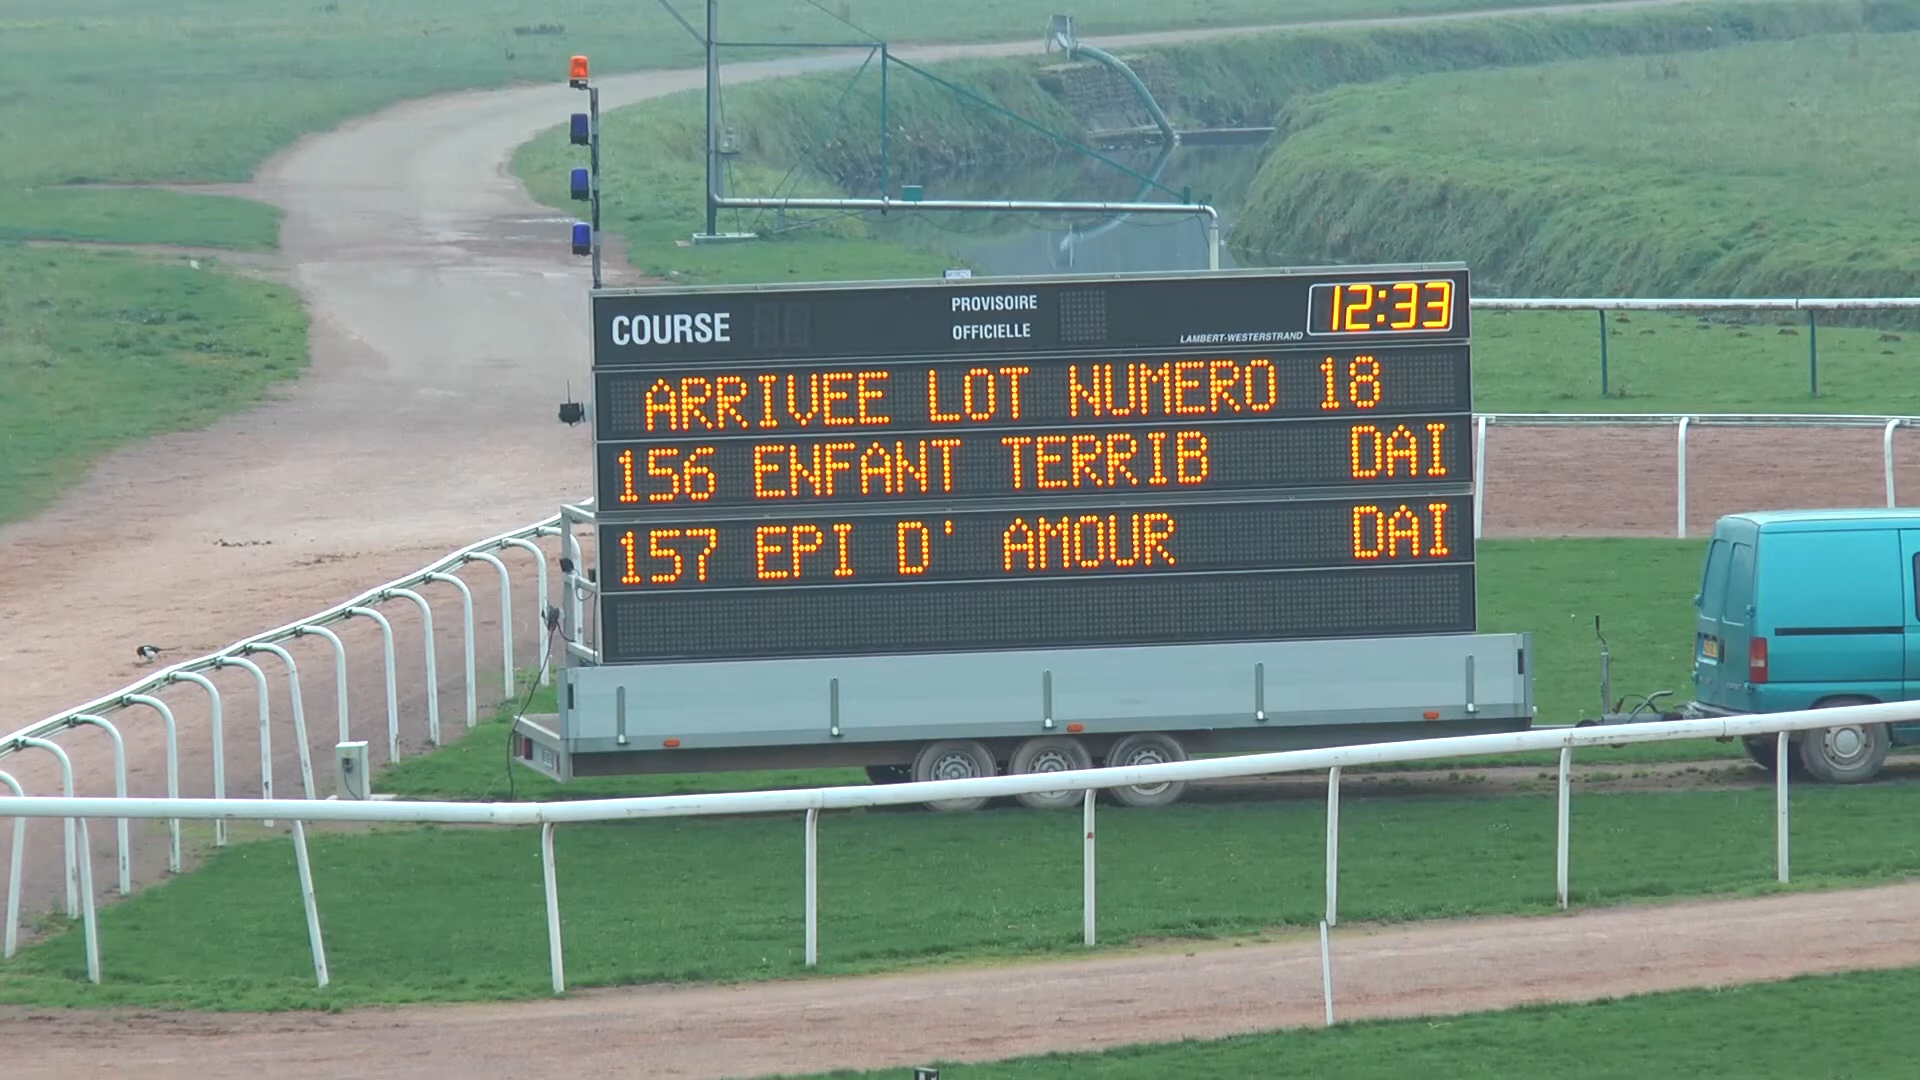 COURSE
PROVISOIRE
OFFICIELLE
LAMBERT-WESTERSTRAND
12:33
ARRIVEE LOT NUMERO 18
156 ENFANT TERRIB DAI
157 EPI D' AMOUR DAI